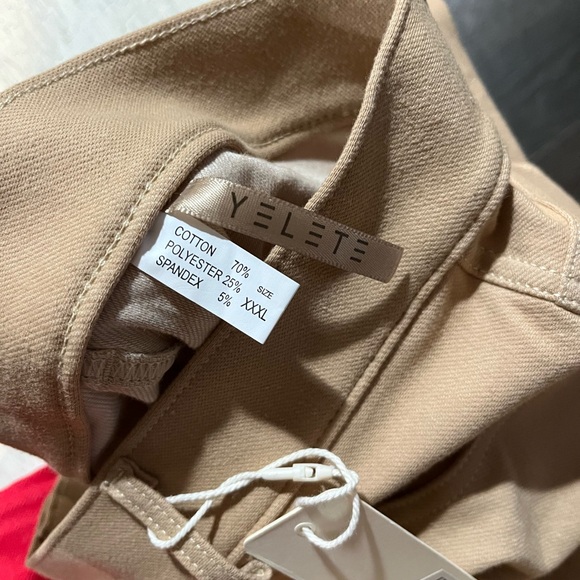 YELETE
COTTON 70%
POLYESTER 25%
SPANDEX 5%
SIZE
XXXL